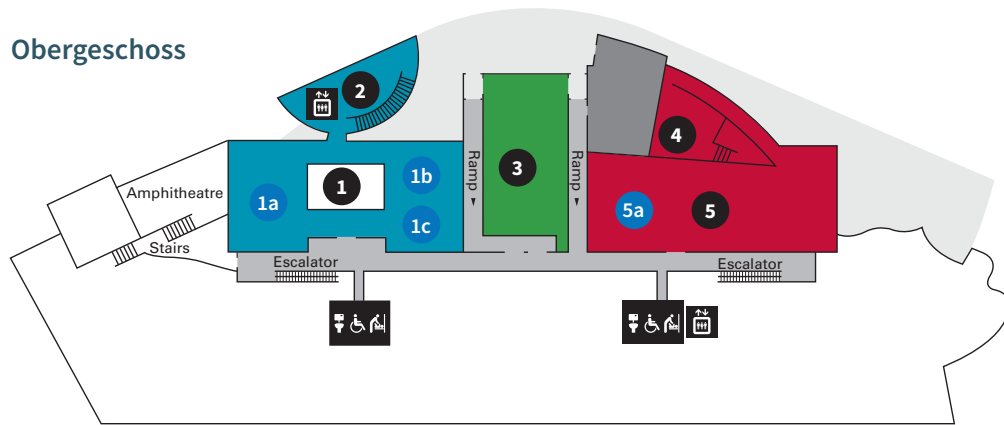 Obergeschoss
2
4
3
Ramp
Ramp
1
1b
1a
1c
5a
5
Amphitheatre
Stairs
Escalator
Escalator